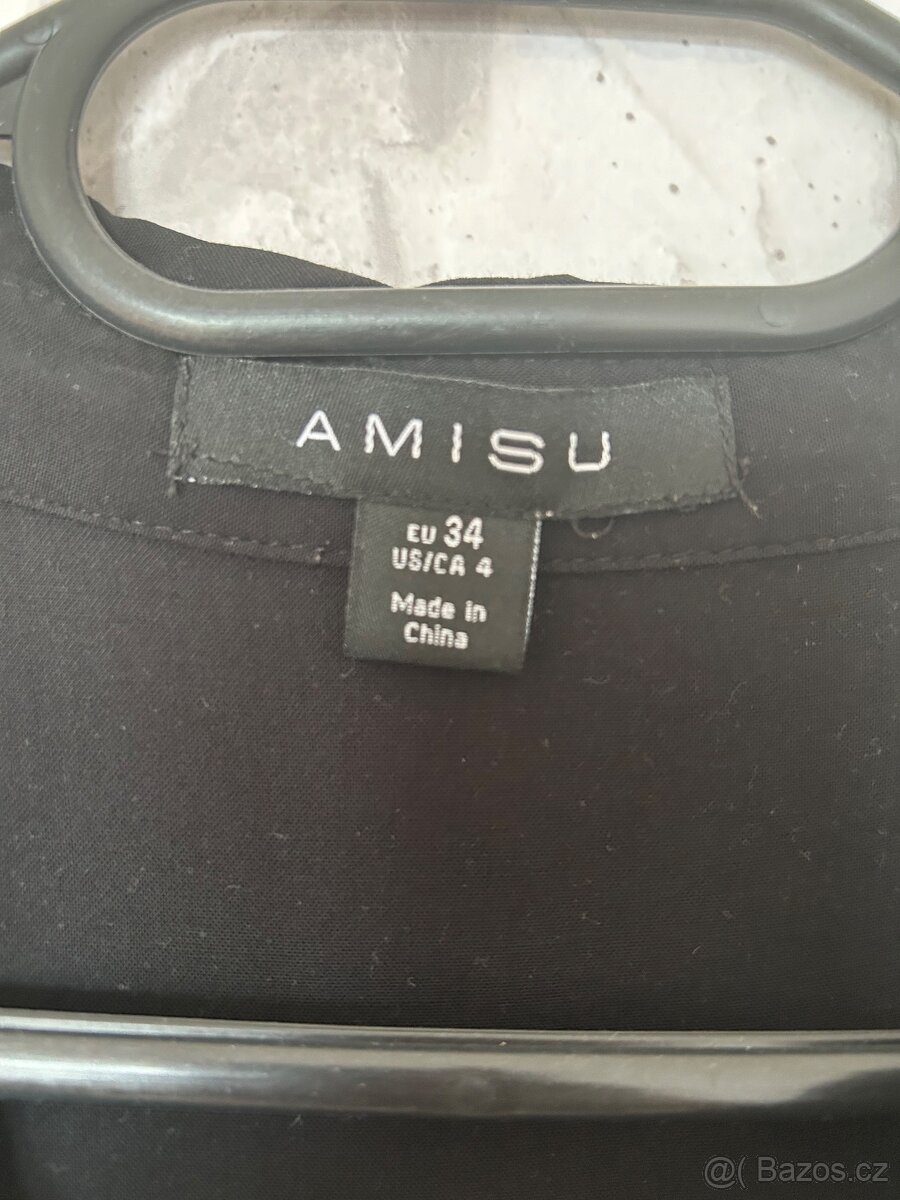 AMISU
EU 34
US/CA 4
Made in
China
@( Bazos.cz